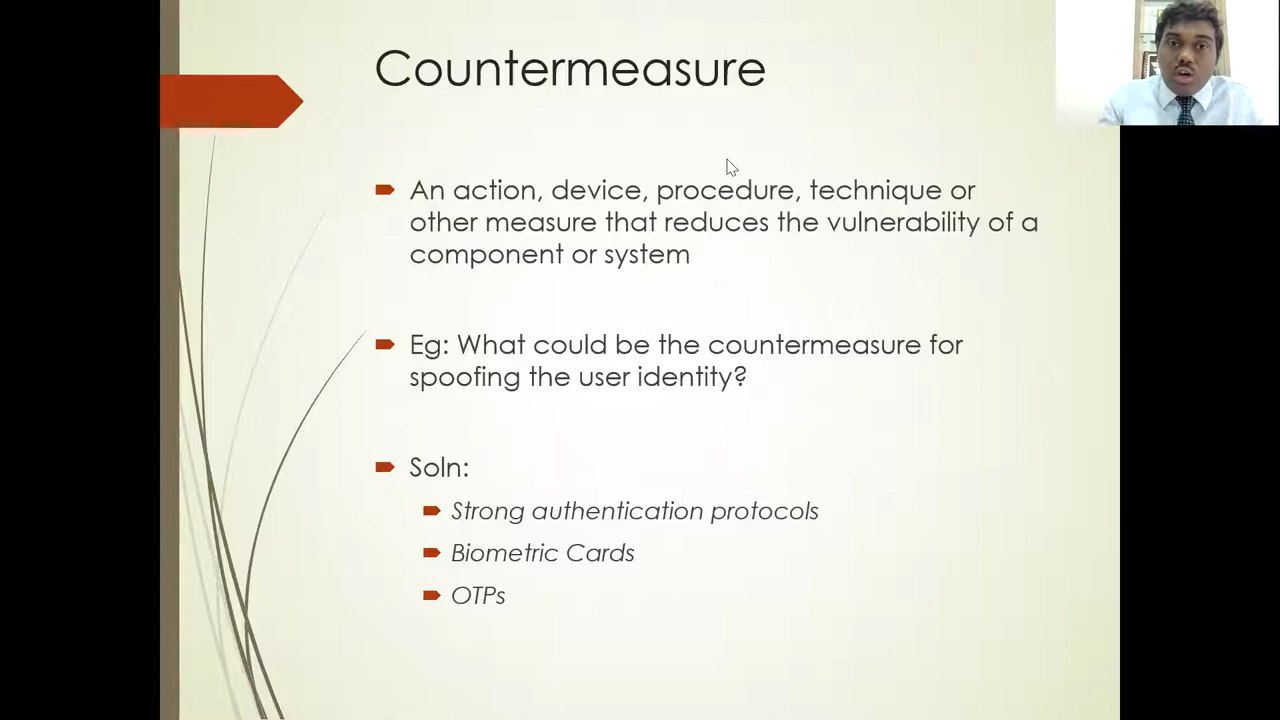 Countermeasure
An action, device, procedure, technique or
other measure that reduces the vulnerability of a
component or system
Eg: What could be the countermeasure for
spoofing the user identity?
Soln:
Strong authentication protocols
Biometric Cards
OTPs